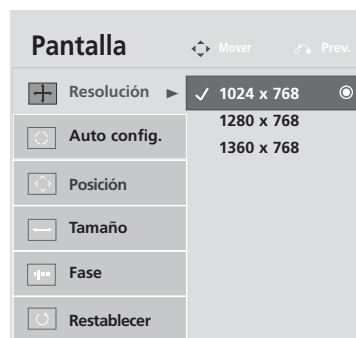 Pantalla
Mover
Prev.
Resolución
1024 x 768
1280 x 768
1360 x 768
Auto config.
Posición
Tamaño
Fase
Restablecer